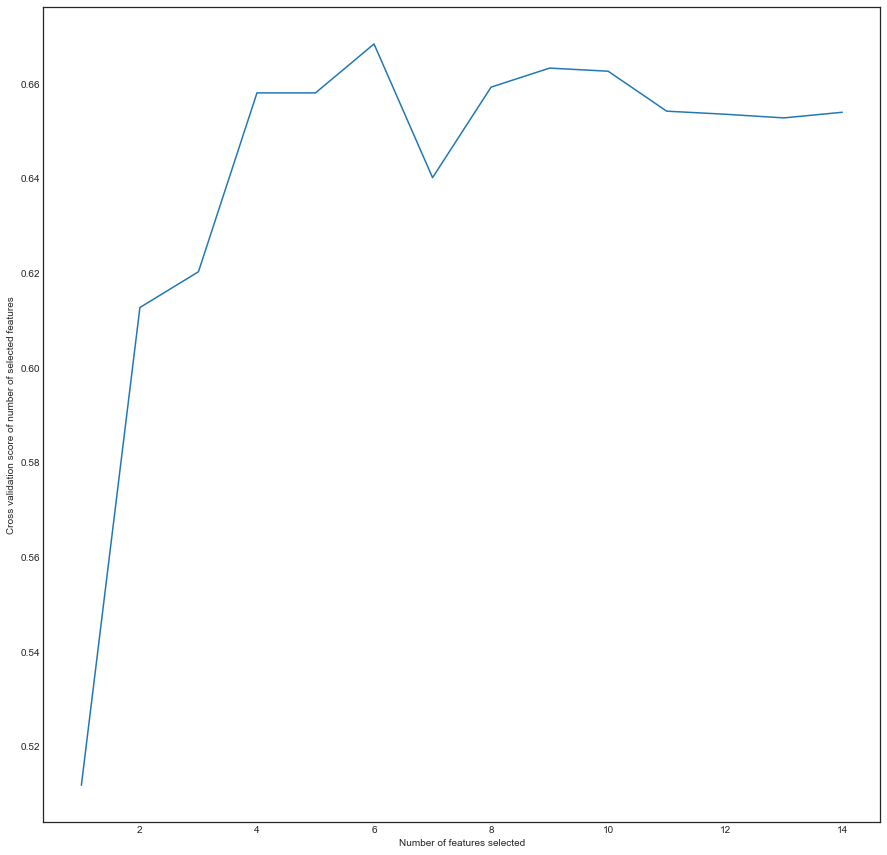 Cross validation score of number of selected features
0.66
0.64
0.62
0.60
0.58
0.56
0.54
0.52
2 4 6 8 10 12 14
Number of features selected